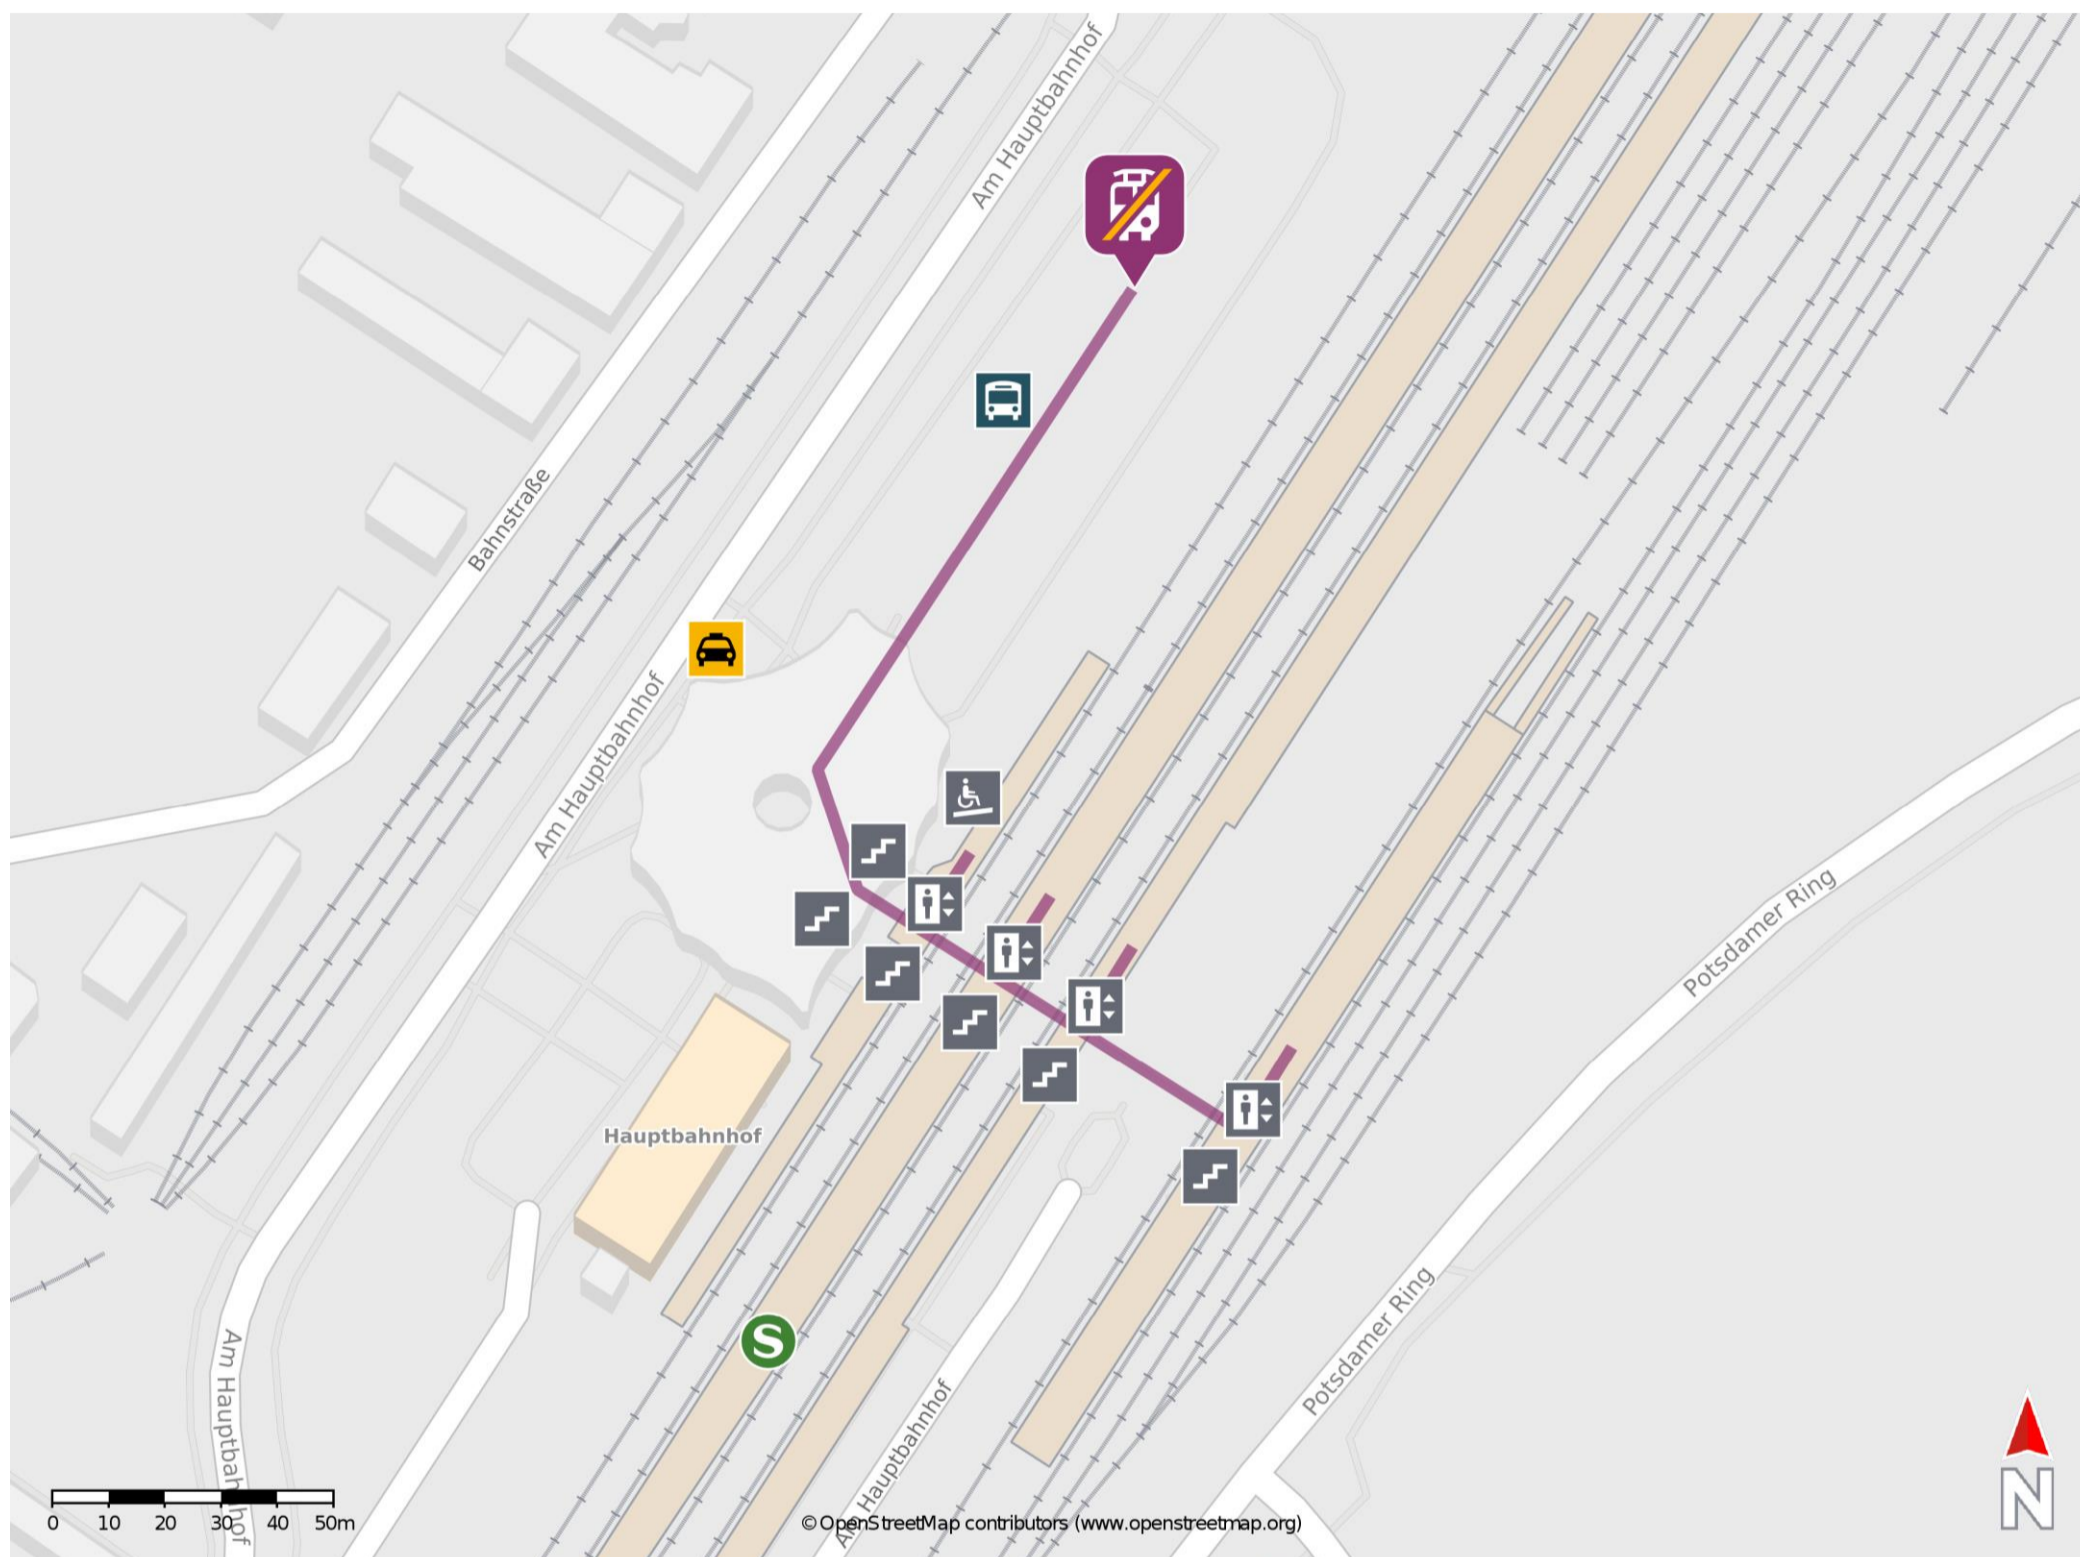 Am Hauptbahnhof
Bahnstraße
Am Hauptbahnhof
Potsdamer Ring
Hauptbahnhof
Potsdamer Ring
S
Am Hauptbahnhof
Am Hauptbahnhof
0 10 20 30 40 50m
© OpenStreetMap contributors (www.openstreetmap.org)
N